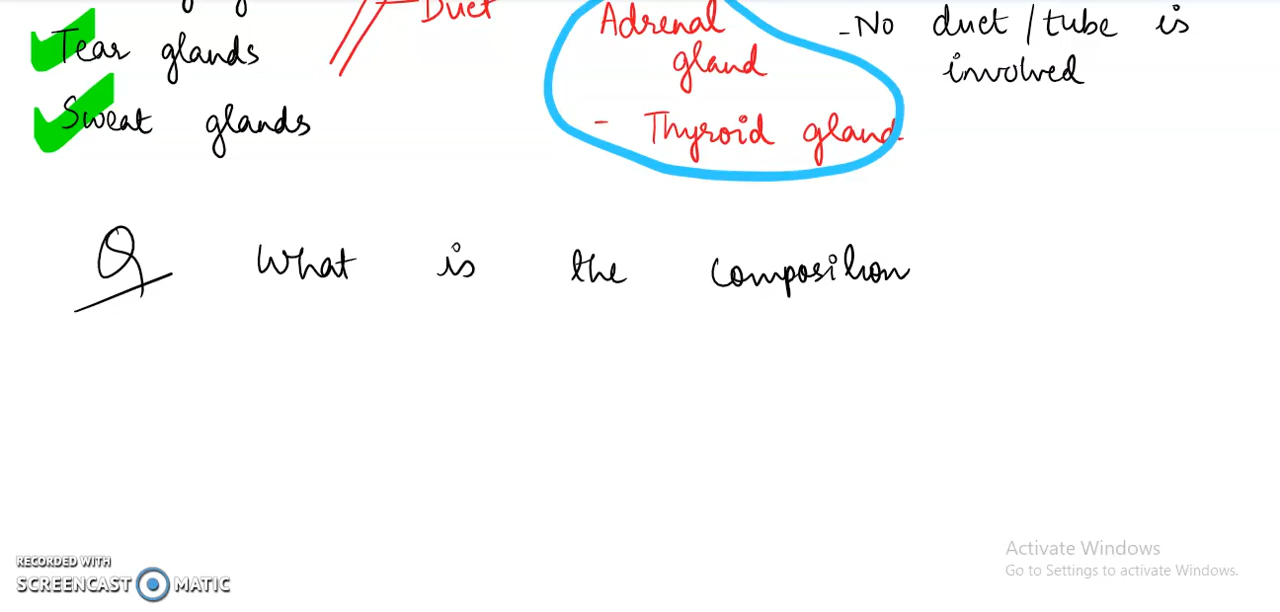 Duct
Tear glands
Sweat glands
Adrenal
gland
- Thyroid gland
- No duct / tube is
involved
Q What is the composition
RECORDED WITH
SCREENCAST MATIC
Activate Windows
Go to Settings to activate Windows.